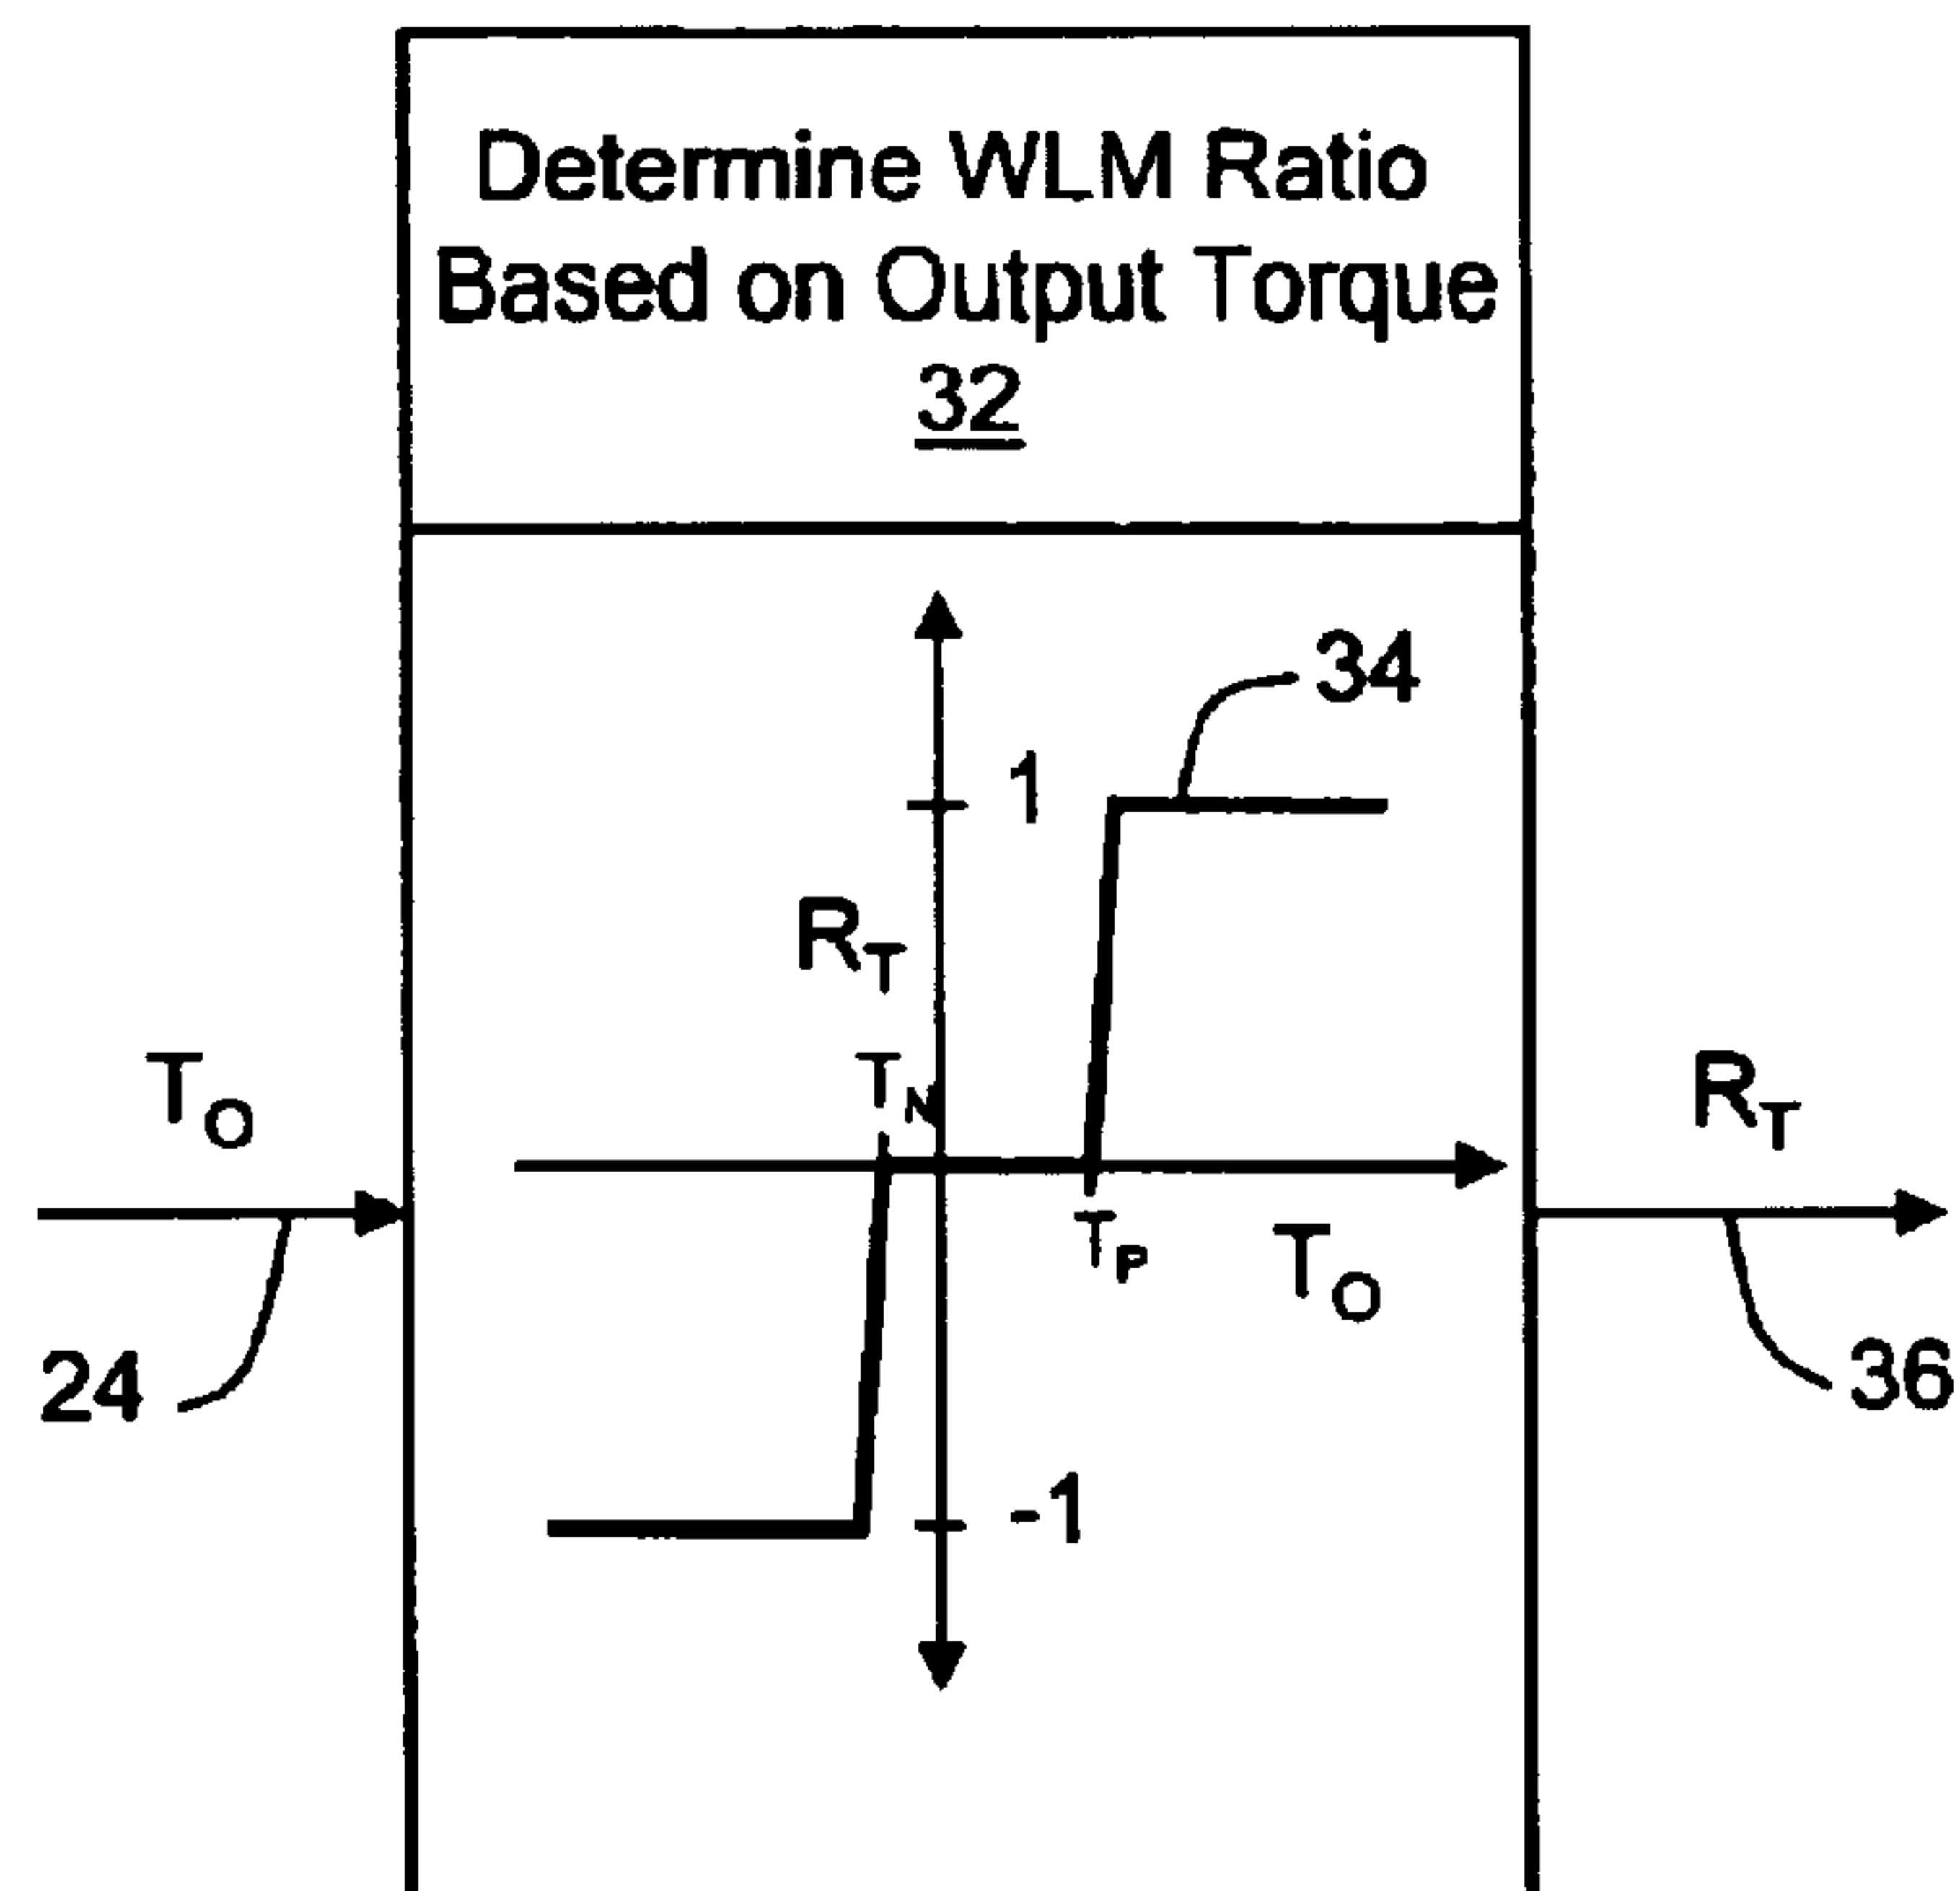 Determine WLM Ratio
Based on Output Torque
32
34
1
R_T
T_N
T_O
R_T
T_P
T_O
24
36
-1